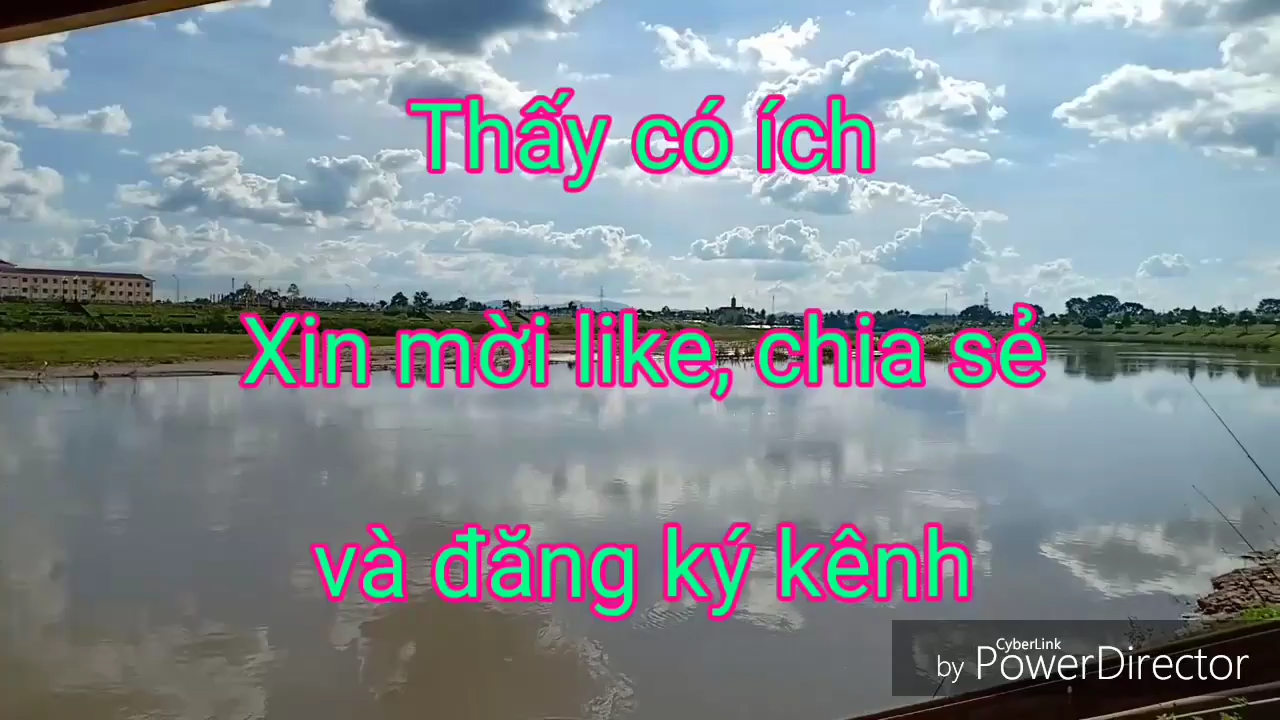 Thấy có ích
Xin mời like, chia sẻ
và đăng ký kênh
CyberLink
by PowerDirector